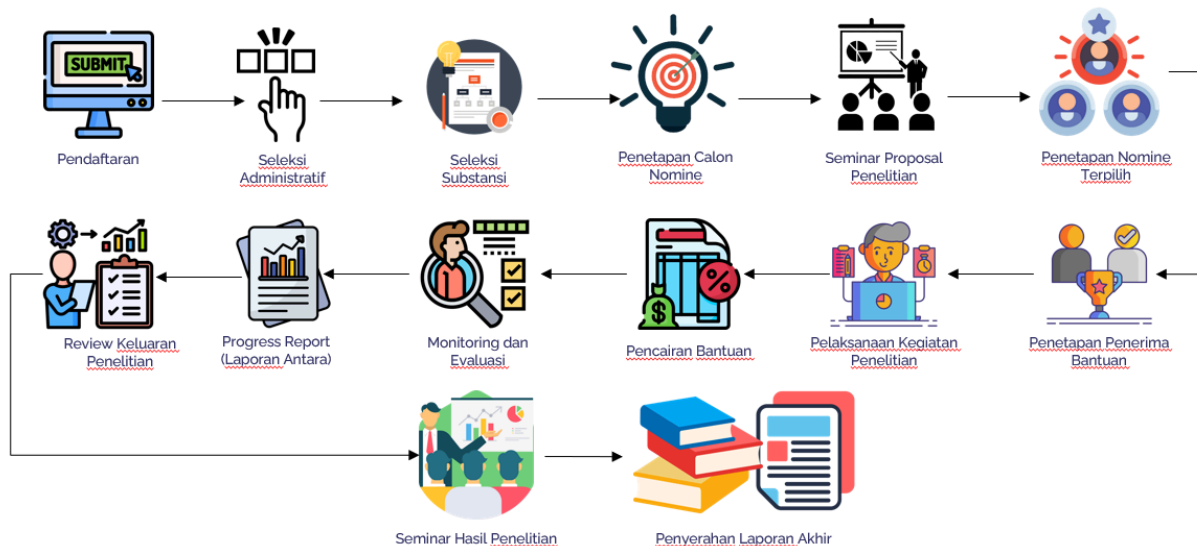 SUBMIT
Pendaftaran
Seleksi
Administratif
Seleksi
Substansi
Penetapan Calon
Nomine
Seminar Proposal
Penelitian
Penetapan Nomine
Terpilih
Penetapan Penerima
Bantuan
Pelaksanaan Kegiatan
Penelitian
Pencairan Bantuan
Monitoring dan
Evaluasi
Progress Report
(Laporan Antara)
Review Keluaran
Penelitian
Seminar Hasil Penelitian
Penyerahan Laporan Akhir